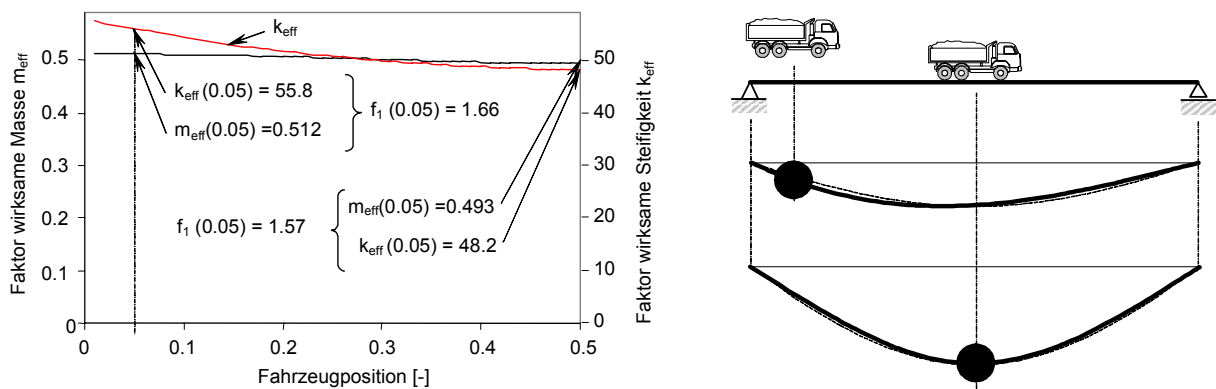 Faktor wirksame Masse m_eff
0.5
0.4
0.3
0.2
0.1
0
k_eff
k_eff (0.05) = 55.8
m_eff(0.05) =0.512
f_1 (0.05) = 1.66
f_1 (0.05) = 1.57
m_eff(0.05) =0.493
k_eff (0.05) = 48.2
0 0.1 0.2 0.3 0.4 0.5
Fahrzeugposition [-]
50
40
30
20
10
0
Faktor wirksame Steifigkeit k_eff